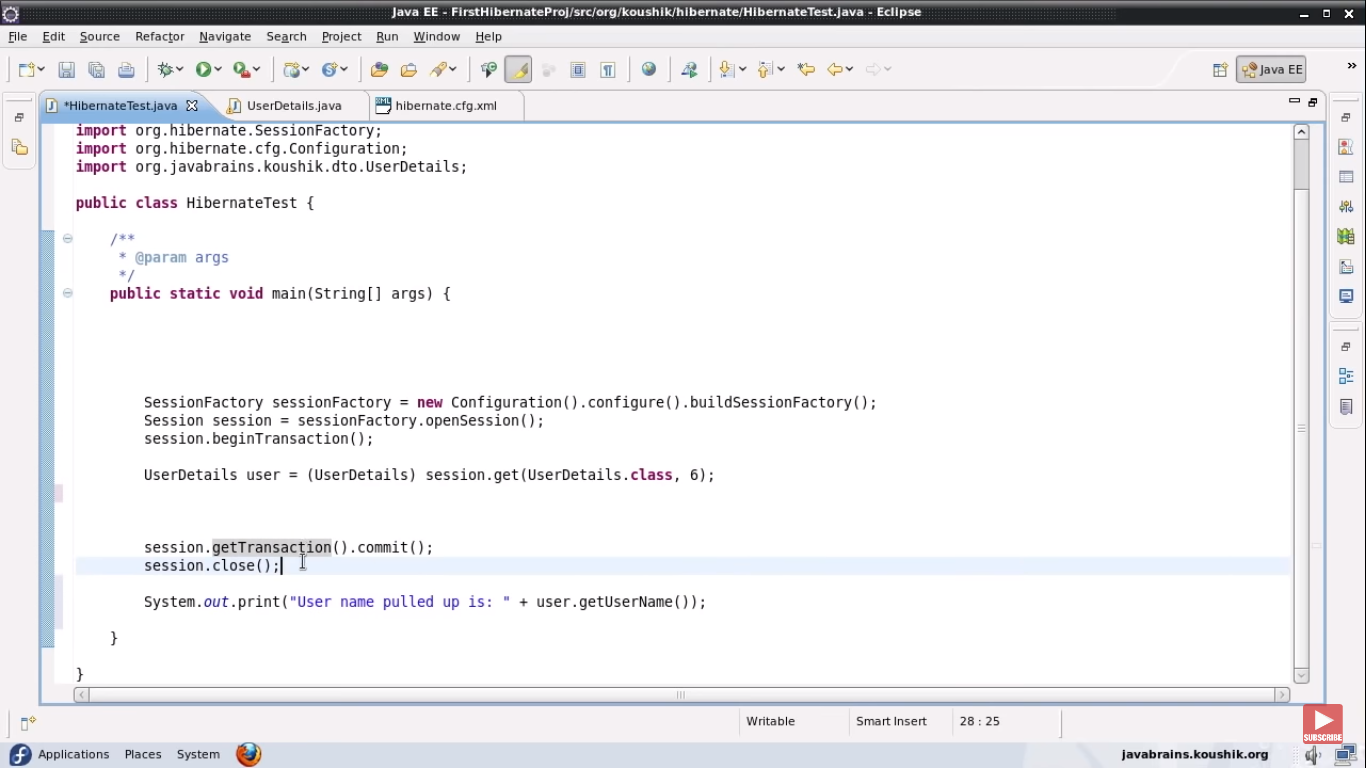 Java EE - FirstHibernateProj/src/org/koushik/hibernate/HibernateTest.java - Eclipse
File Edit Source Refactor Navigate Search Project Run Window Help
Java EE »
*HibernateTest.java UserDetails.java hibernate.cfg.xml
import org.hibernate.SessionFactory;
import org.hibernate.cfg.Configuration;
import org.javabrains.koushik.dto.UserDetails;
public class HibernateTest {
/**
* @param args
*/
public static void main(String[] args) {
SessionFactory sessionFactory = new Configuration().configure().buildSessionFactory();
Session session = sessionFactory.openSession();
session.beginTransaction();
UserDetails user = (UserDetails) session.get(UserDetails.class, 6);
session.getTransaction().commit();
session.close();
System.out.print("User name pulled up is: " + user.getUserName());
}
}
Writable Smart Insert 28 : 25
SUBSCRIBE
Applications Places System javabrains.koushik.org